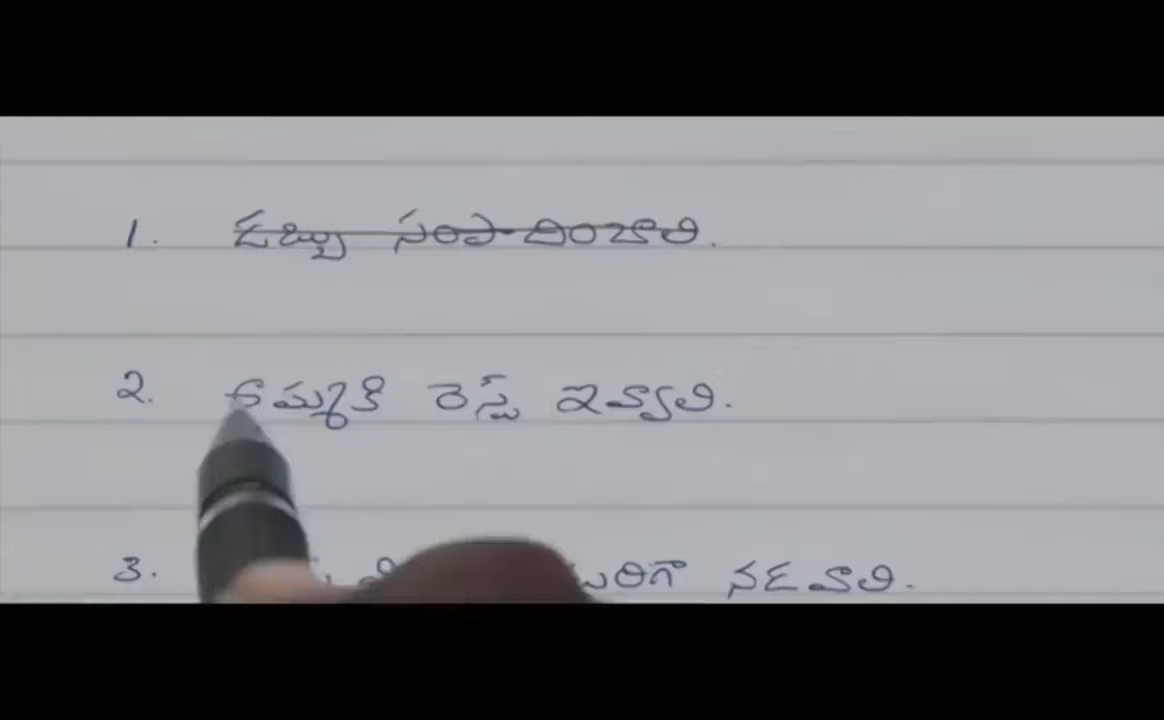 1. డబ్బు సంపాదించాలి.
2. అమ్మకి రెస్ట్ ఇవ్వాలి.
3. నడవాలి.